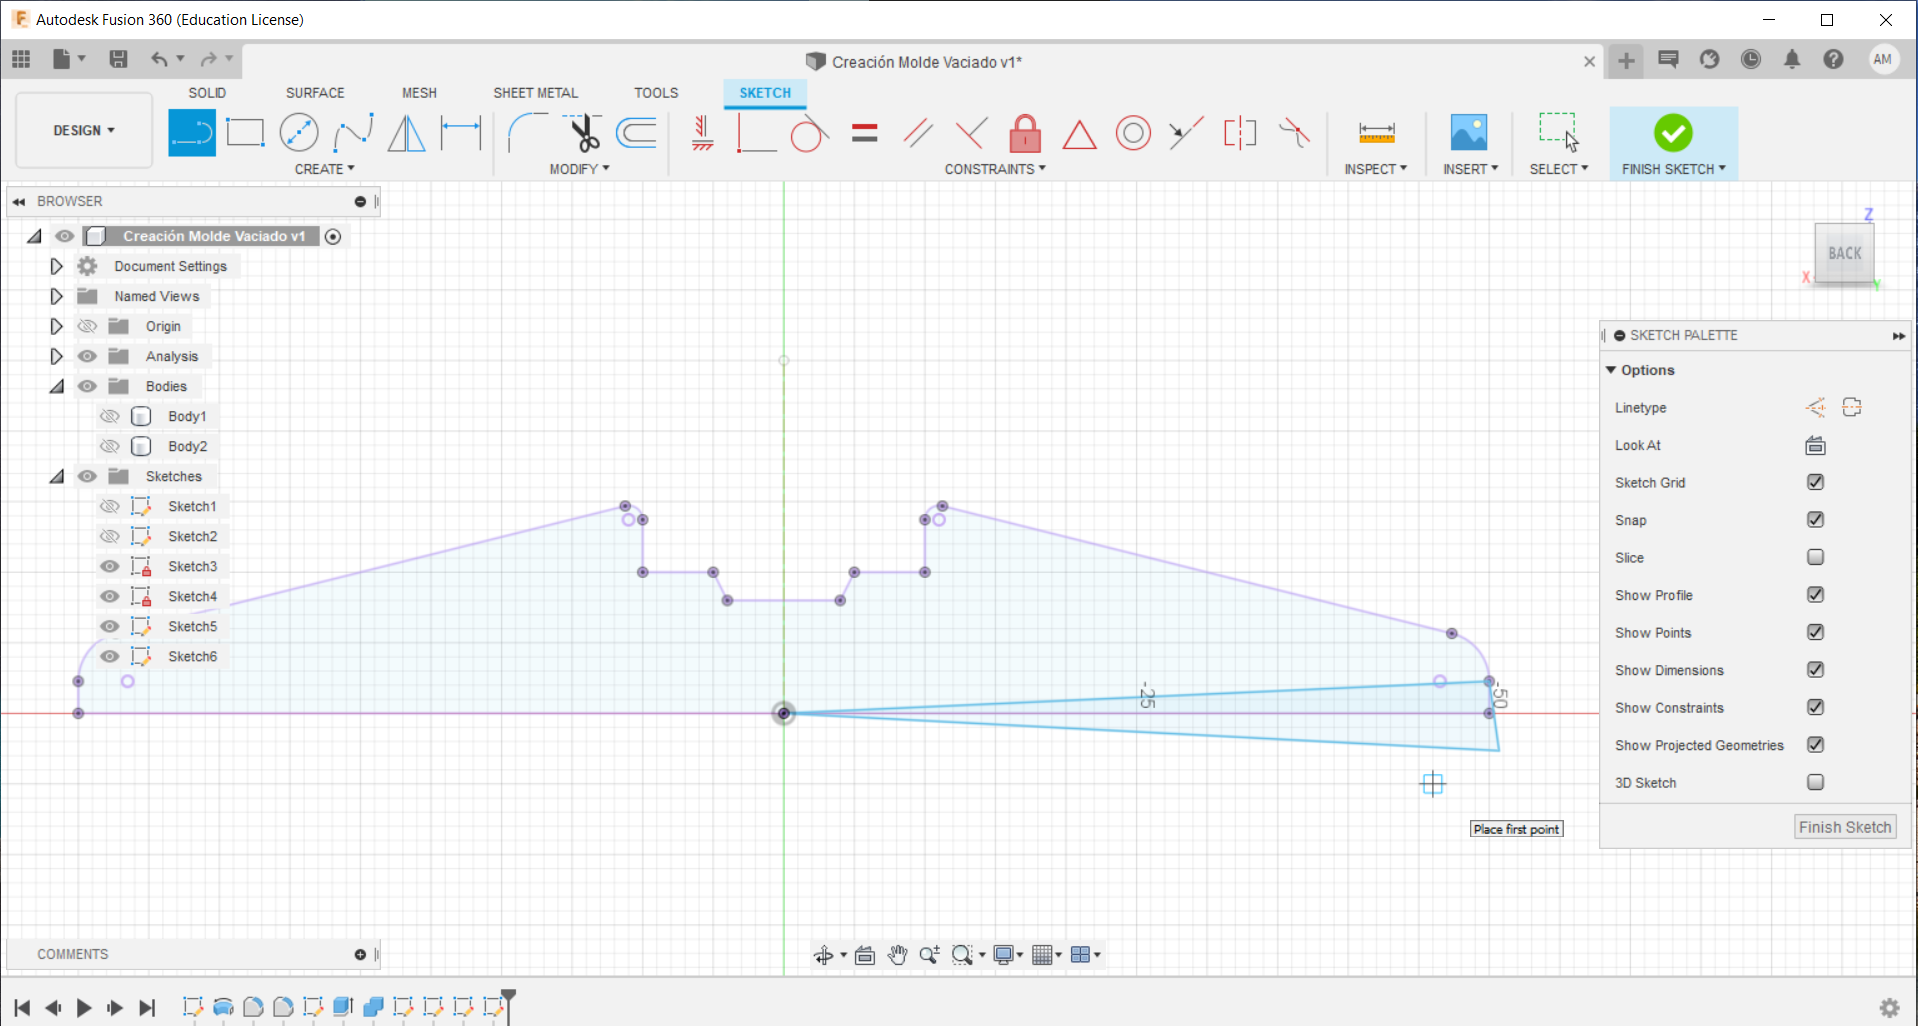 Autodesk Fusion 360 (Education License)
Creación Molde Vaciado v1*
AM
DESIGN
SOLID
SURFACE
MESH
SHEET METAL
TOOLS
SKETCH
CREATE
MODIFY
CONSTRAINTS
INSPECT
INSERT
SELECT
FINISH SKETCH
BROWSER
Creación Molde Vaciado v1
Document Settings
Named Views
Origin
Analysis
Bodies
Body1
Body2
Sketches
Sketch1
Sketch2
Sketch3
Sketch4
Sketch5
Sketch6
Z
BACK
X
Y
-25
-50
Place first point
SKETCH PALETTE
Options
Linetype
Look At
Sketch Grid
Snap
Slice
Show Profile
Show Points
Show Dimensions
Show Constraints
Show Projected Geometries
3D Sketch
Finish Sketch
COMMENTS